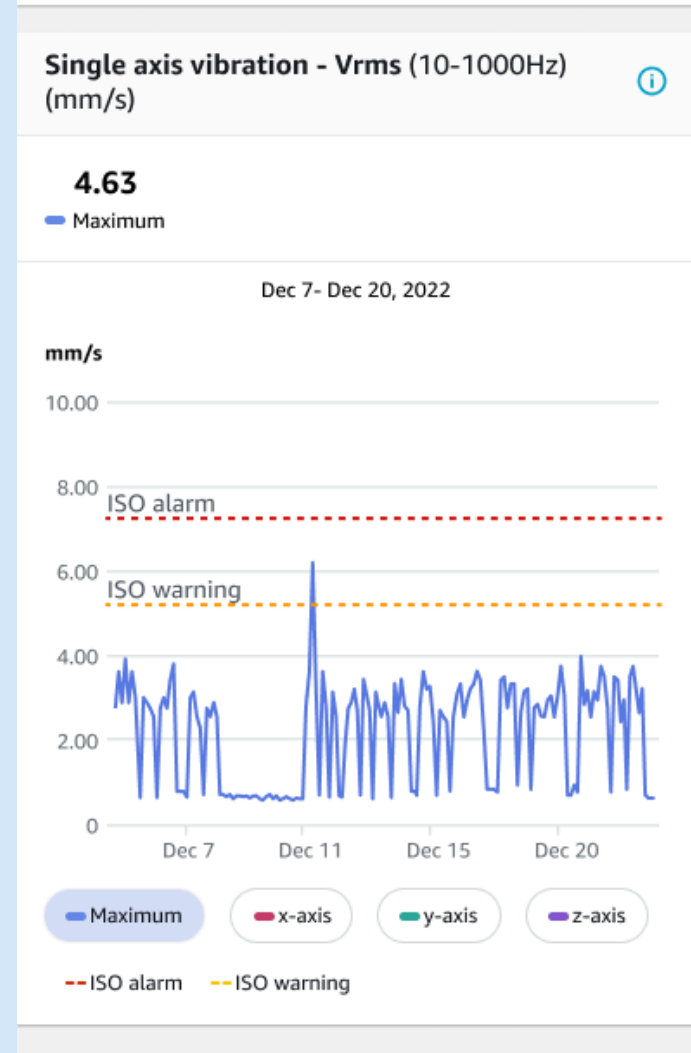 Single axis vibration - Vrms (10-1000Hz)
(mm/s)
4.63
Maximum
Dec 7- Dec 20, 2022
mm/s
10.00
8.00
ISO alarm
6.00
ISO warning
4.00
2.00
0
Dec 7 Dec 11 Dec 15 Dec 20
Maximum x-axis y-axis z-axis
ISO alarm ISO warning